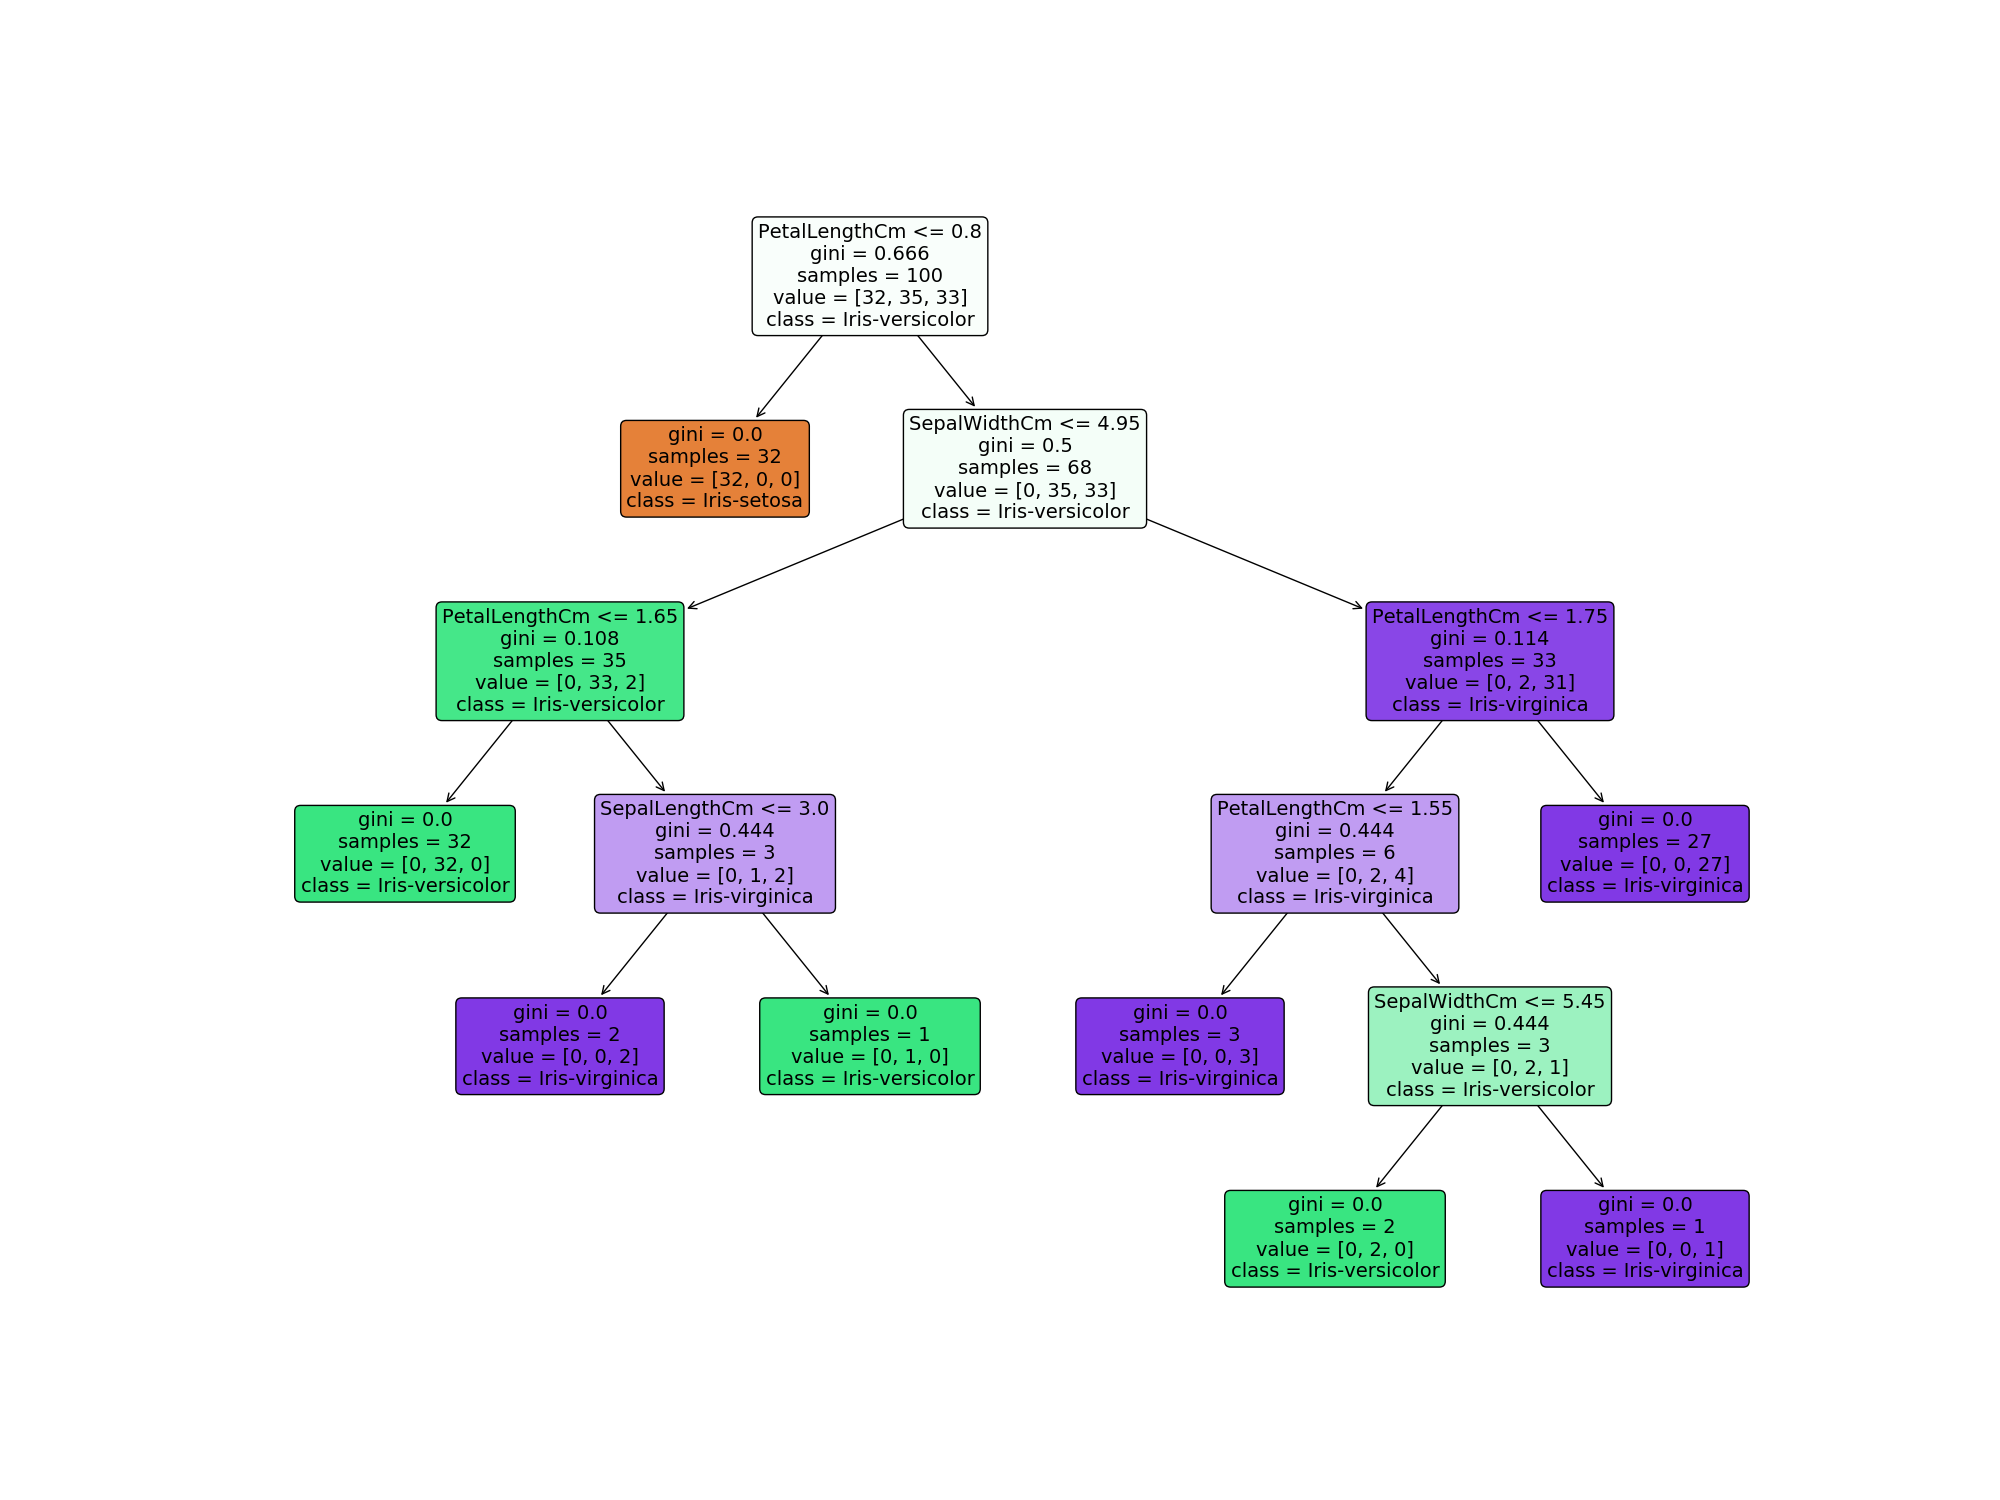 PetalLengthCm <= 0.8
gini = 0.666
samples = 100
value = [32, 35, 33]
class = Iris-versicolor
gini = 0.0
samples = 32
value = [32, 0, 0]
class = Iris-setosa
SepalWidthCm <= 4.95
gini = 0.5
samples = 68
value = [0, 35, 33]
class = Iris-versicolor
PetalLengthCm <= 1.65
gini = 0.108
samples = 35
value = [0, 33, 2]
class = Iris-versicolor
PetalLengthCm <= 1.75
gini = 0.114
samples = 33
value = [0, 2, 31]
class = Iris-virginica
gini = 0.0
samples = 32
value = [0, 32, 0]
class = Iris-versicolor
SepalLengthCm <= 3.0
gini = 0.444
samples = 3
value = [0, 1, 2]
class = Iris-virginica
PetalLengthCm <= 1.55
gini = 0.444
samples = 6
value = [0, 2, 4]
class = Iris-virginica
gini = 0.0
samples = 27
value = [0, 0, 27]
class = Iris-virginica
gini = 0.0
samples = 2
value = [0, 0, 2]
class = Iris-virginica
gini = 0.0
samples = 1
value = [0, 1, 0]
class = Iris-versicolor
gini = 0.0
samples = 3
value = [0, 0, 3]
class = Iris-virginica
SepalWidthCm <= 5.45
gini = 0.444
samples = 3
value = [0, 2, 1]
class = Iris-versicolor
gini = 0.0
samples = 2
value = [0, 2, 0]
class = Iris-versicolor
gini = 0.0
samples = 1
value = [0, 0, 1]
class = Iris-virginica